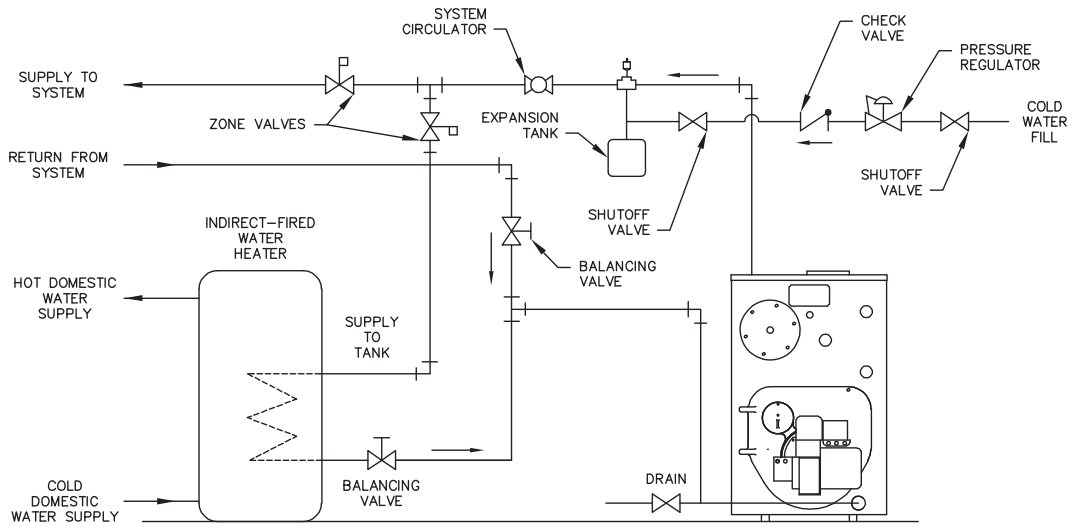 SYSTEM
CIRCULATOR
CHECK
VALVE
PRESSURE
REGULATOR
SUPPLY TO
SYSTEM
ZONE VALVES
EXPANSION
TANK
COLD
WATER
FILL
RETURN FROM
SYSTEM
SHUTOFF
VALVE
SHUTOFF
VALVE
INDIRECT-FIRED
WATER
HEATER
BALANCING
VALVE
HOT DOMESTIC
WATER
SUPPLY
SUPPLY
TO
TANK
COLD
DOMESTIC
WATER SUPPLY
BALANCING
VALVE
DRAIN